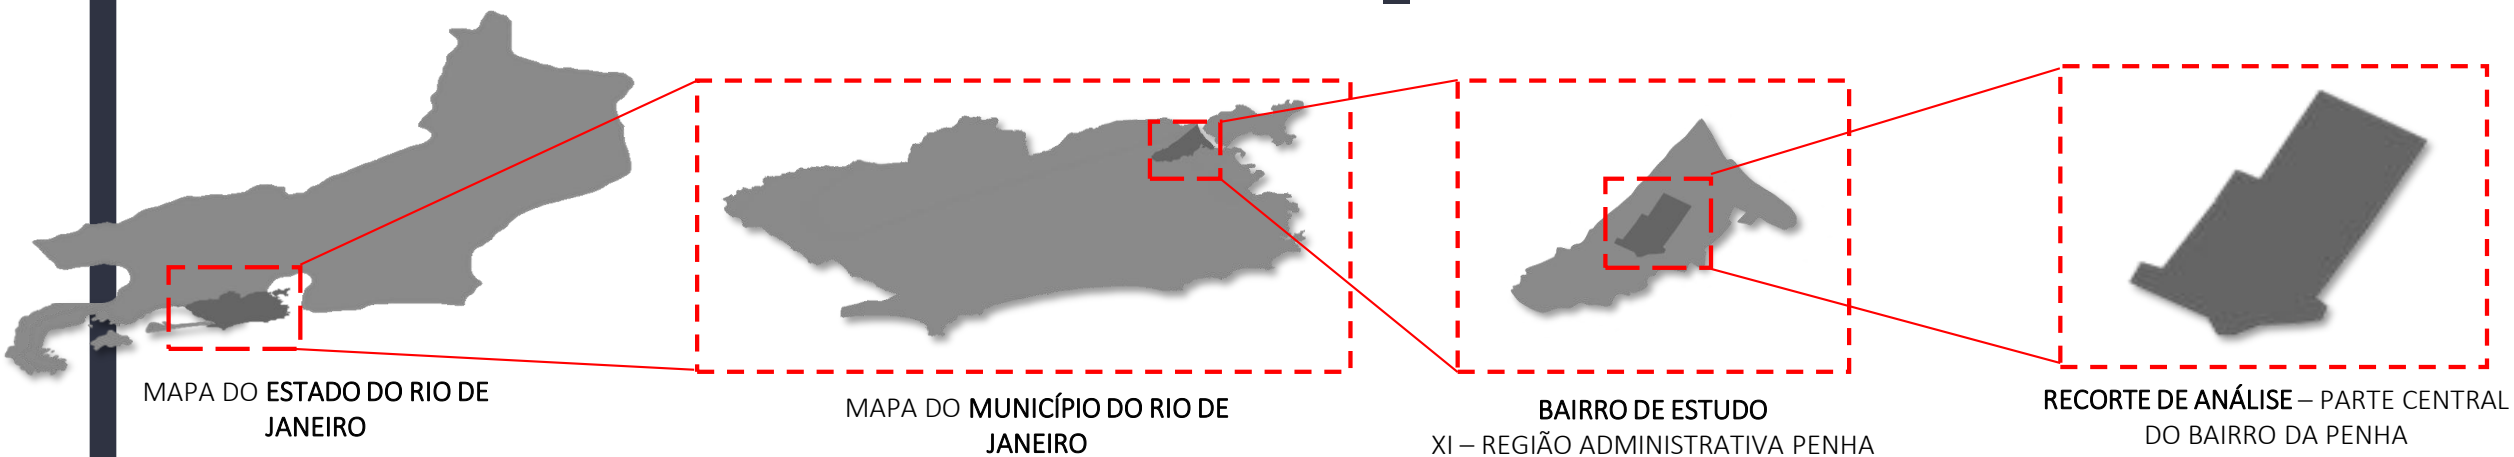 MAPA DO ESTADO DO RIO DE
JANEIRO
MAPA DO MUNICÍPIO DO RIO DE
JANEIRO
BAIRRO DE ESTUDO
XI – REGIÃO ADMINISTRATIVA PENHA
RECORTE DE ANÁLISE – PARTE CENTRAL
DO BAIRRO DA PENHA